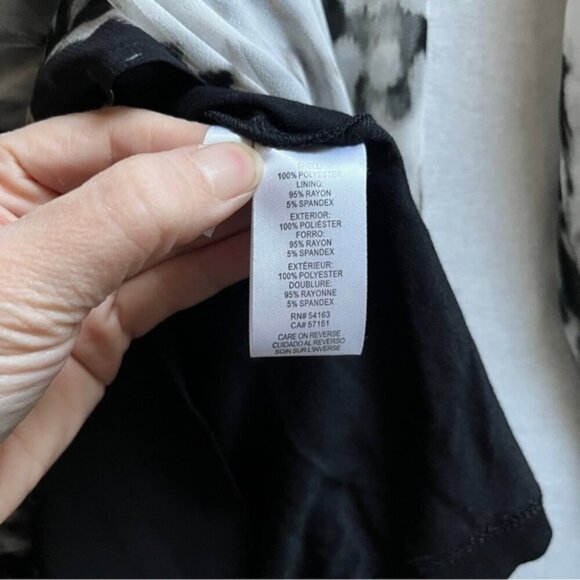 SHELL:
100% POLYESTER
LINING:
95% RAYON
5% SPANDEX
EXTERIOR:
100% POLIÉSTER
FORRO:
95% RAYON
5% SPANDEX
EXTÉRIEUR:
100% POLYESTER
DOUBLURE:
95% RAYONNE
5% SPANDEX
RN# 54163
CA# 57151
CARE ON REVERSE
CUIDADO AL REVERSO
SOIN SUR L'INVERSE